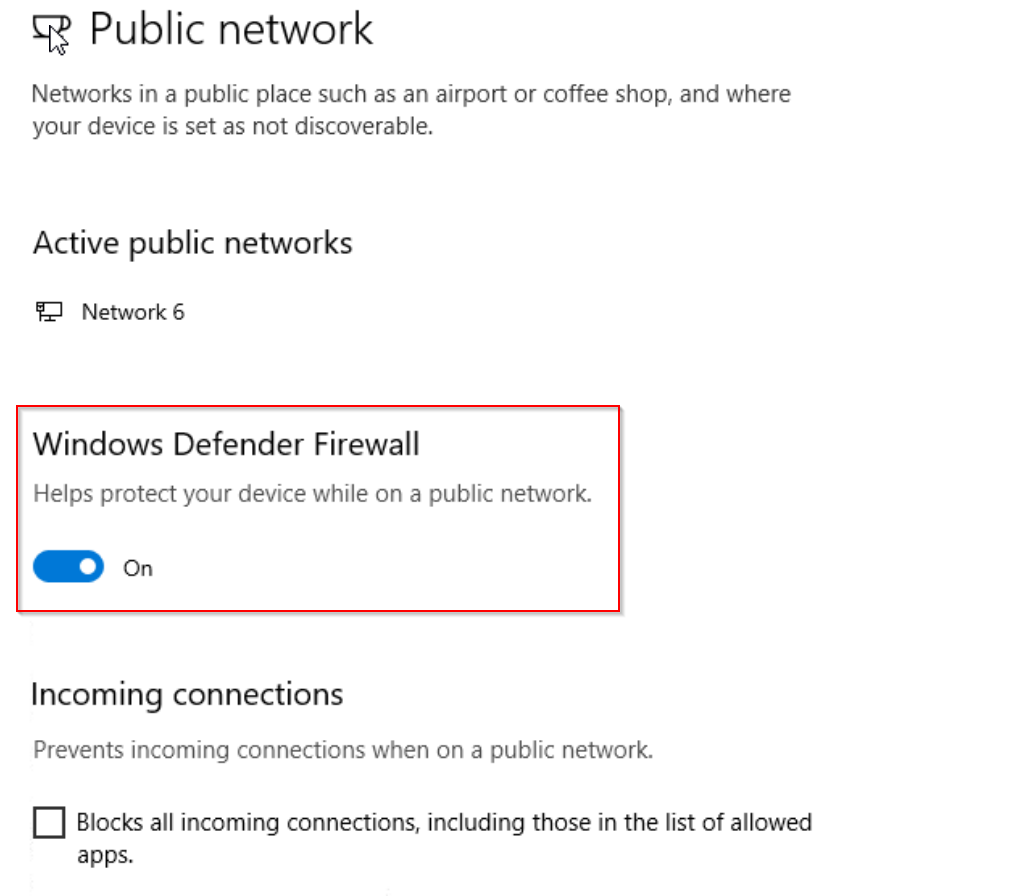 Public network
Networks in a public place such as an airport or coffee shop, and where
your device is set as not discoverable.
Active public networks
Network 6
Windows Defender Firewall
Helps protect your device while on a public network.
On
Incoming connections
Prevents incoming connections when on a public network.
Blocks all incoming connections, including those in the list of allowed
apps.